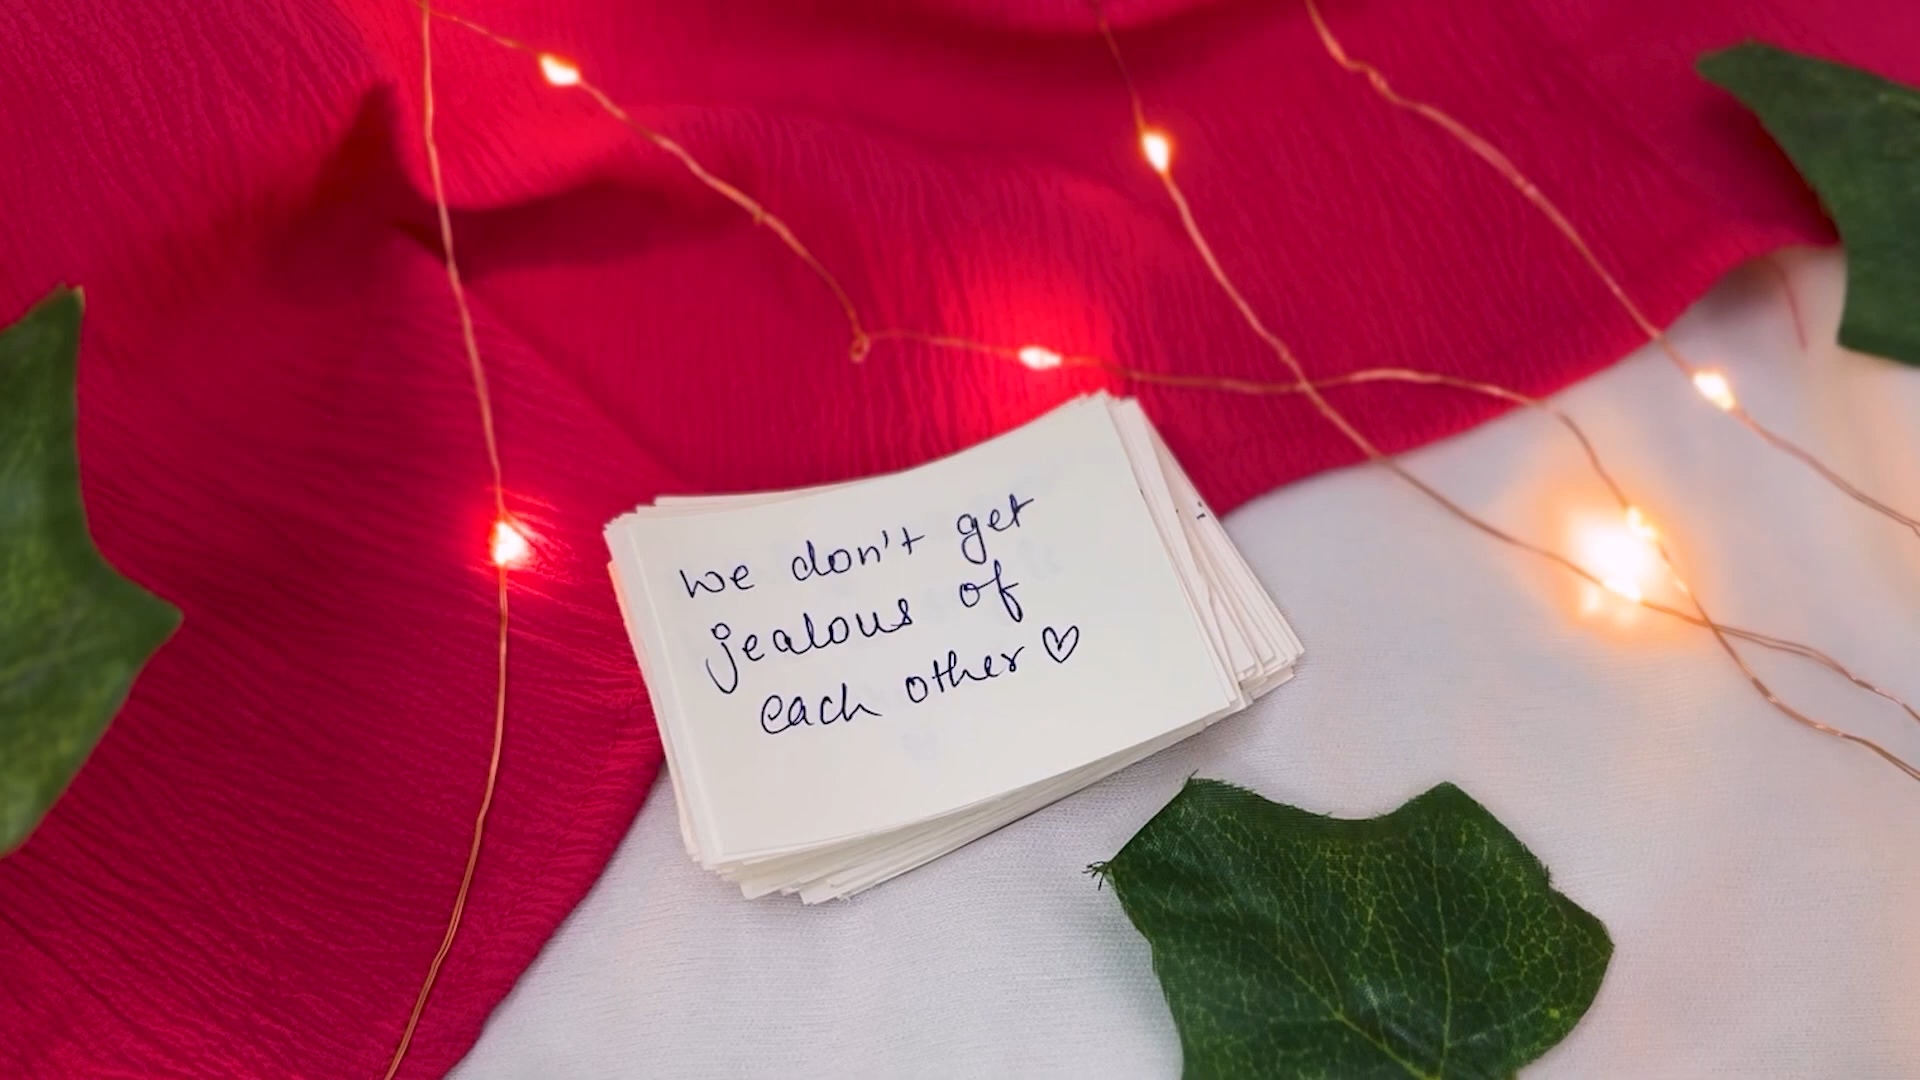 we don't get
jealous of
each other ♡